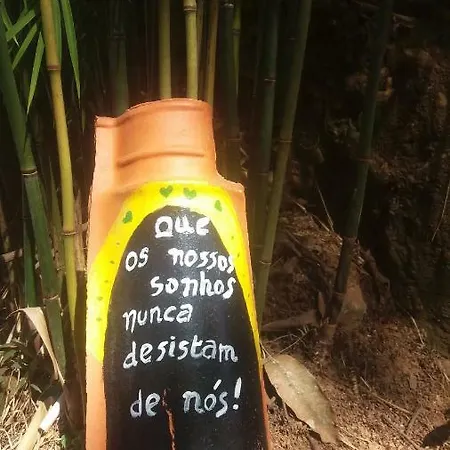 Que
os nossos
sonhos
nunca
desistam
de nós!